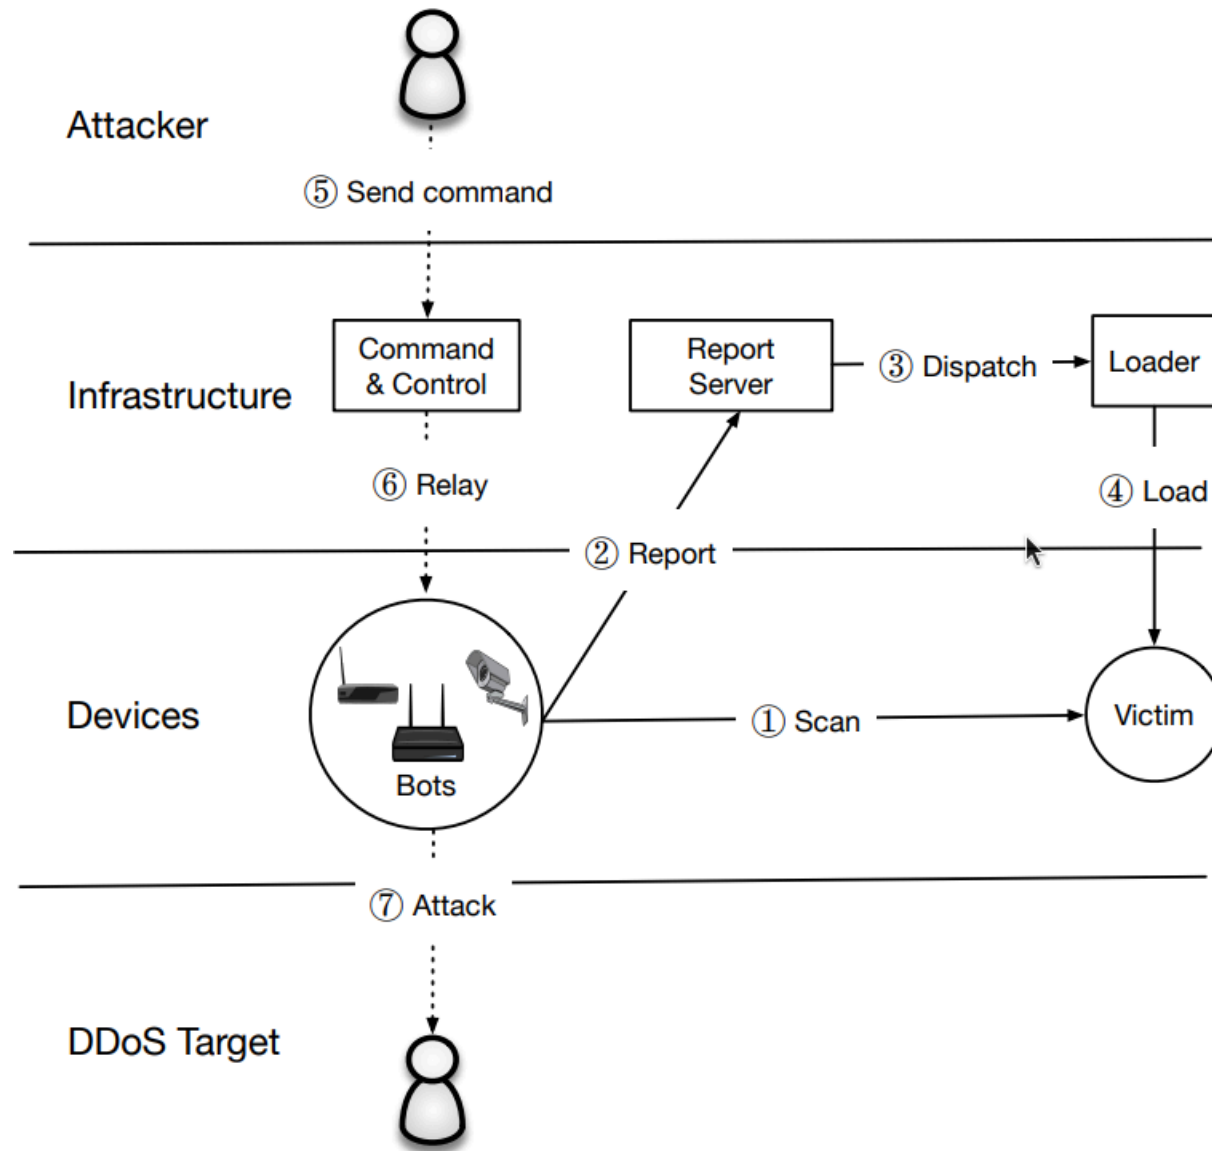 Attacker
⑤ Send command
Infrastructure
Command
& Control
Report
Server
③ Dispatch
Loader
⑥ Relay
④ Load
② Report
Devices
Bots
① Scan
Victim
⑦ Attack
DDoS Target